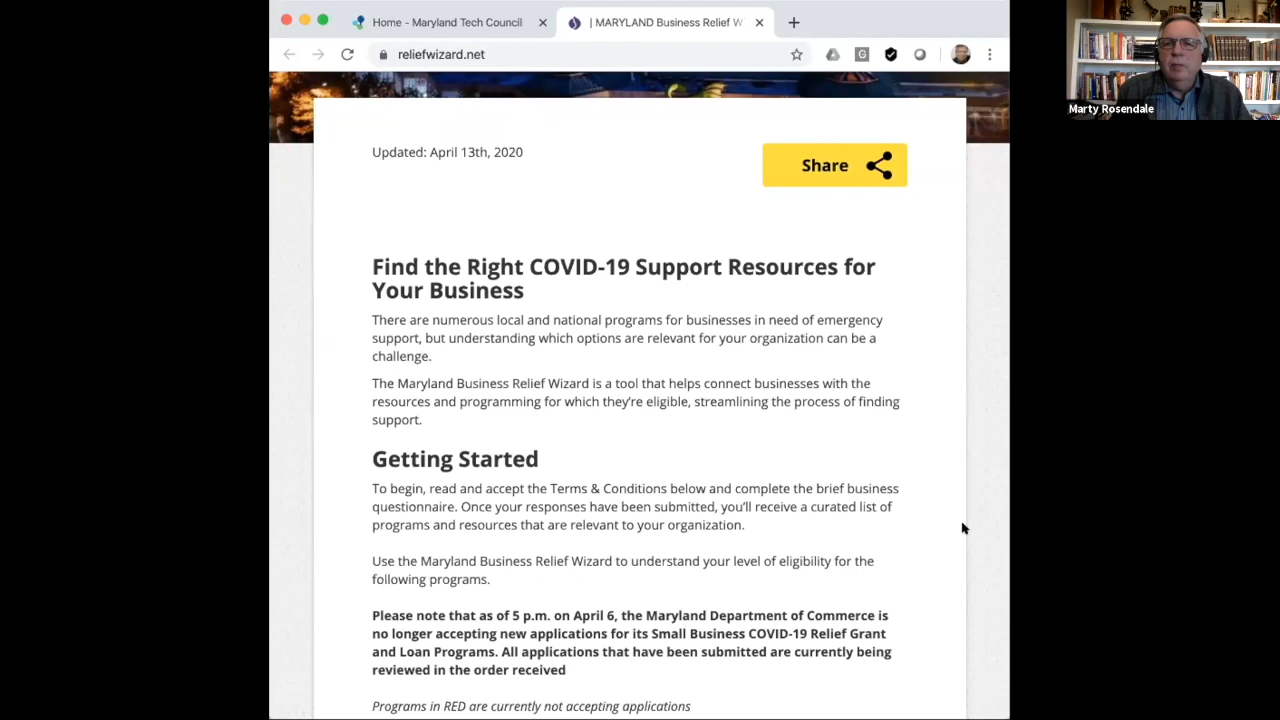 Home - Maryland Tech Council
| MARYLAND Business Relief W
reliefwizard.net
G
Marty Rosendale
Updated: April 13th, 2020
Share
Find the Right COVID-19 Support Resources for
Your Business
There are numerous local and national programs for businesses in need of emergency
support, but understanding which options are relevant for your organization can be a
challenge.
The Maryland Business Relief Wizard is a tool that helps connect businesses with the
resources and programming for which they’re eligible, streamlining the process of finding
support.
Getting Started
To begin, read and accept the Terms & Conditions below and complete the brief business
questionnaire. Once your responses have been submitted, you’ll receive a curated list of
programs and resources that are relevant to your organization.
Use the Maryland Business Relief Wizard to understand your level of eligibility for the
following programs.
Please note that as of 5 p.m. on April 6, the Maryland Department of Commerce is
no longer accepting new applications for its Small Business COVID-19 Relief Grant
and Loan Programs. All applications that have been submitted are currently being
reviewed in the order received
Programs in RED are currently not accepting applications